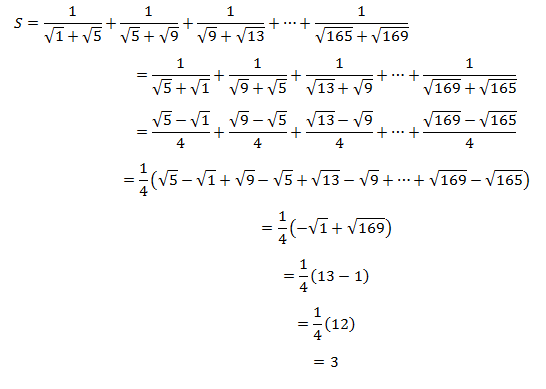 S = 1/(√1 + √5) + 1/(√5 + √9) + 1/(√9 + √13) + ⋯ + 1/(√165 + √169)
= 1/(√5 + √1) + 1/(√9 + √5) + 1/(√13 + √9) + ⋯ + 1/(√169 + √165)
= (√5 − √1)/4 + (√9 − √5)/4 + (√13 − √9)/4 + ⋯ + (√169 − √165)/4
= 1/4 (√5 − √1 + √9 − √5 + √13 − √9 + ⋯ + √169 − √165)
= 1/4 (−√1 + √169)
= 1/4 (13 − 1)
= 1/4 (12)
= 3